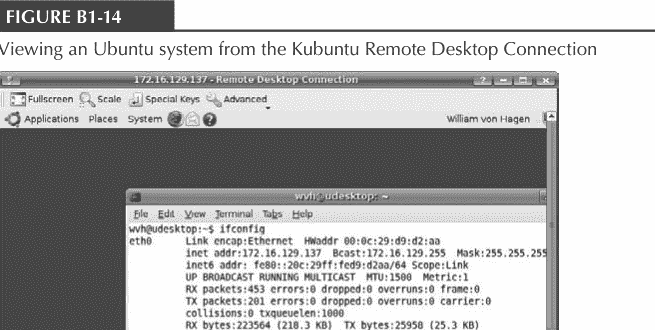 FIGURE B1-14
Viewing an Ubuntu system from the Kubuntu Remote Desktop Connection
172.16.129.137 - Remote Desktop Connection
Fullscreen Scale Special Keys Advanced
Applications Places System William von Hagen
wvh@udesktop: ~
File Edit View Terminal Tabs Help
wvh@udesktop:~$ ifconfig
eth0 Link encap:Ethernet HWaddr 00:0c:29:d9:d2:aa
inet addr:172.16.129.137 Bcast:172.16.129.255 Mask:255.255.255
inet6 addr: fe80::20c:29ff:fed9:d2aa/64 Scope:Link
UP BROADCAST RUNNING MULTICAST MTU:1500 Metric:1
RX packets:453 errors:0 dropped:0 overruns:0 frame:0
TX packets:201 errors:0 dropped:0 overruns:0 carrier:0
collisions:0 txqueuelen:1000
RX bytes:223564 (218.3 KB) TX bytes:25958 (25.3 KB)